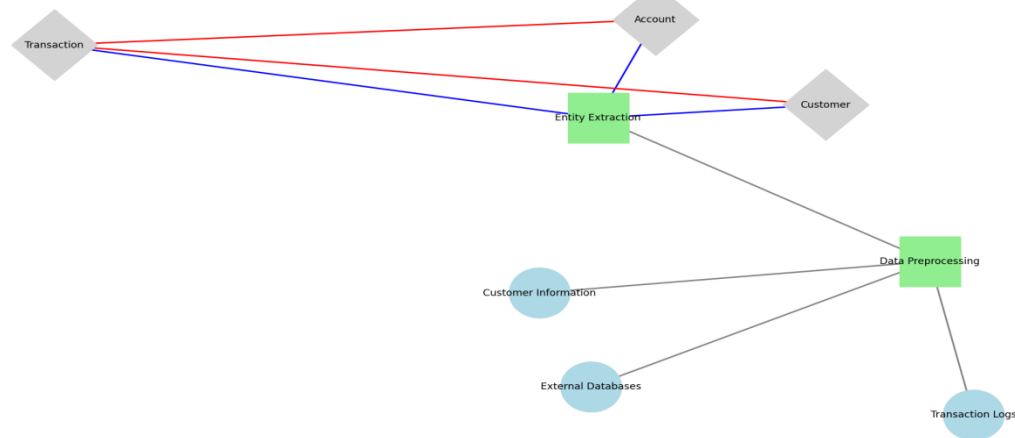 Account
Transaction
Customer
Entity Extraction
Data Preprocessing
Customer Information
External Databases
Transaction Logs